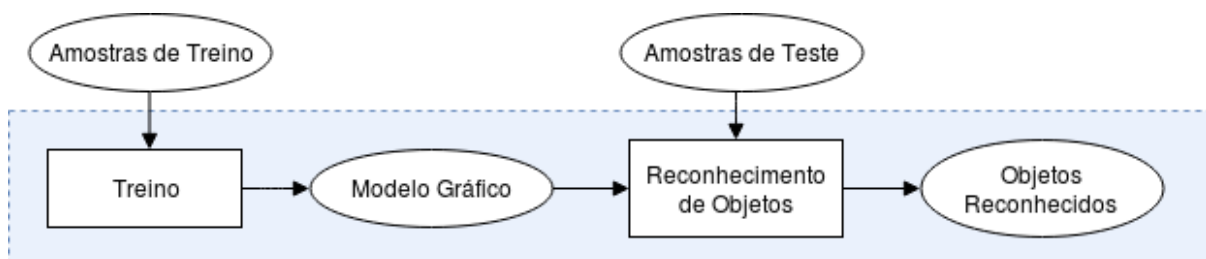 Amostras de Treino
Amostras de Teste
Treino
Modelo Gráfico
Reconhecimento
de Objetos
Objetos
Reconhecidos